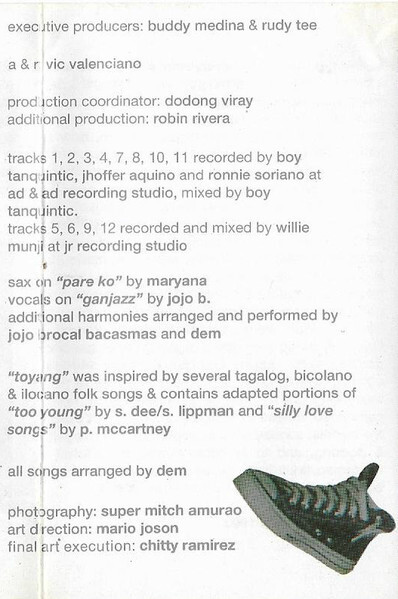 executive producers: buddy medina & rudy tee
a & r vic valenciano
production coordinator: dodong viray
additional production: robin rivera
tracks 1, 2, 3, 4, 7, 8, 10, 11 recorded by boy
tanquintic, jhoffer aquino and ronnie soriano at
ad & ad recording studio, mixed by boy
tanquintic.
tracks 5, 6, 9, 12 recorded and mixed by willie
munji at jr recording studio
sax on "pare ko" by maryana
vocals on "ganjazz" by jojo b.
additional harmonies arranged and performed by
jojo brocal bacasmas and dem
"toyang" was inspired by several tagalog, bicolano
& ilocano folk songs & contains adapted portions of
"too young" by s. dee/s. lippman and "silly love
songs" by p. mccartney
all songs arranged by dem
photography: super mitch amurao
art direction: mario joson
final art execution: chitty ramirez